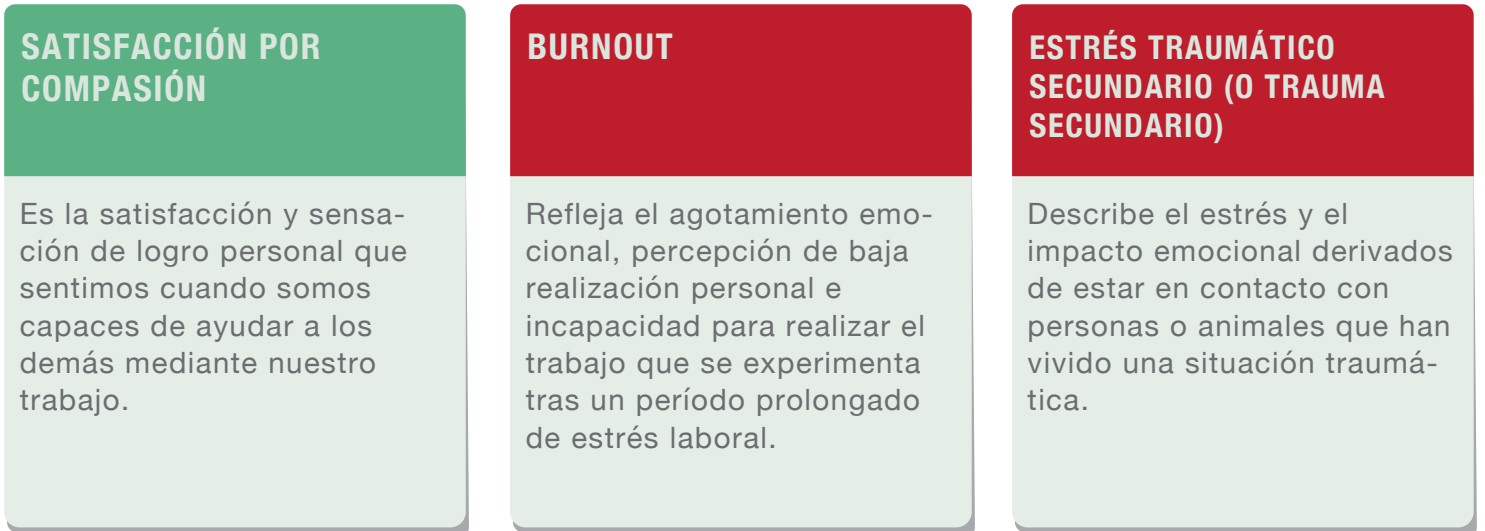 SATISFACCIÓN POR
COMPASIÓN
Es la satisfacción y sensa-
ción de logro personal que
sentimos cuando somos
capaces de ayudar a los
demás mediante nuestro
trabajo.
BURNOUT
Refleja el agotamiento emo-
cional, percepción de baja
realización personal e
incapacidad para realizar el
trabajo que se experimenta
tras un período prolongado
de estrés laboral.
ESTRÉS TRAUMÁTICO
SECUNDARIO (O TRAUMA
SECUNDARIO)
Describe el estrés y el
impacto emocional derivados
de estar en contacto con
personas o animales que han
vivido una situación traumá-
tica.